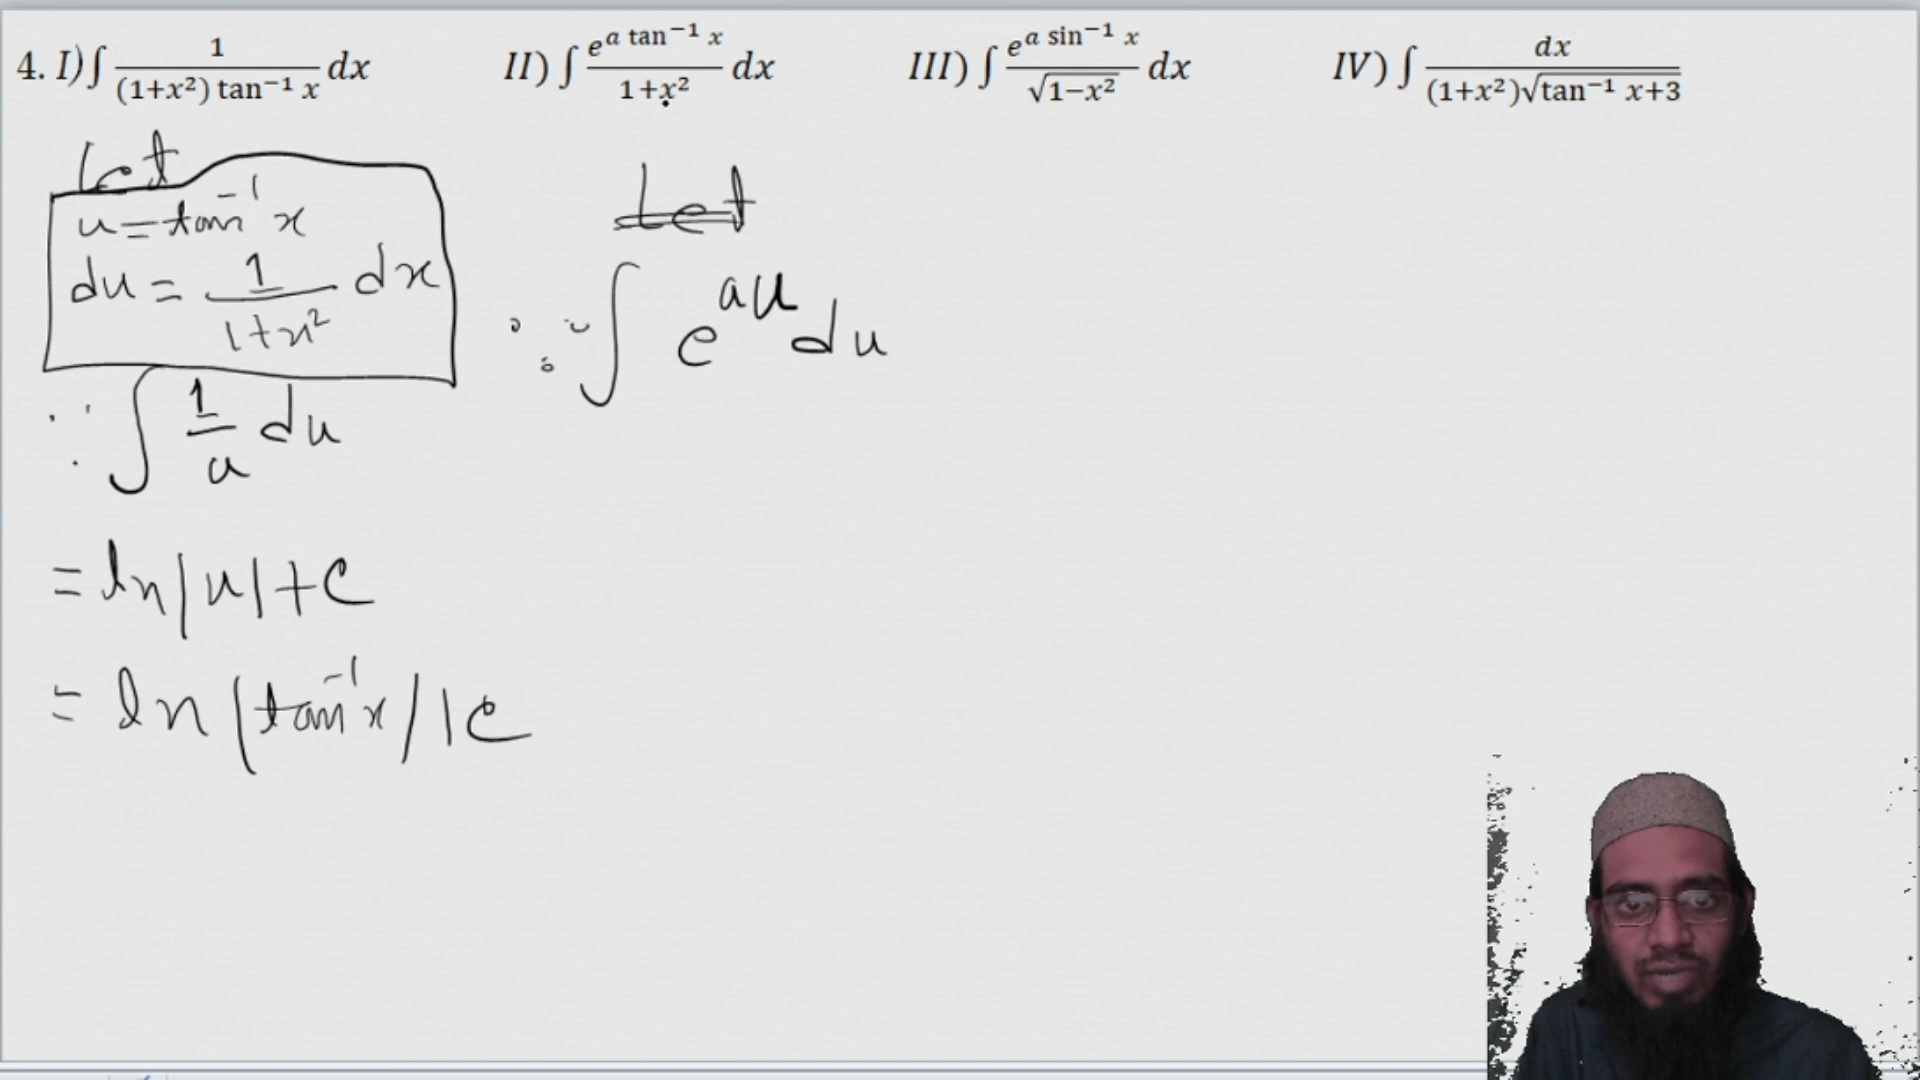 4. I) ∫ 1/((1+x²) tan⁻¹ x) dx    II) ∫ e^(a tan⁻¹ x)/(1+x²) dx    III) ∫ e^(a sin⁻¹ x)/√(1−x²) dx    IV) ∫ dx/((1+x²)√(tan⁻¹ x+3))
Let
u = tan⁻¹ x
du = 1/(1+x²) dx
∴ ∫ 1/u du
= ln|u|+c
= ln|tan⁻¹x|+c
Let
∴ ∫ e^(au) du